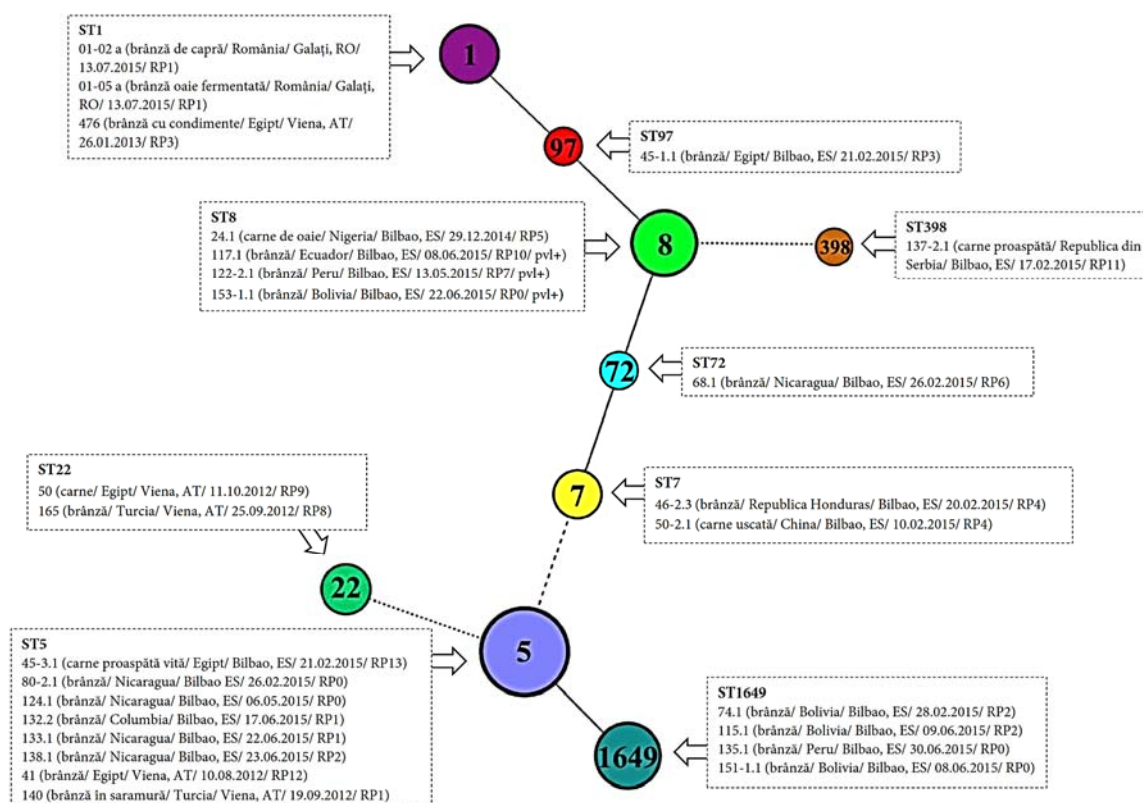 ST1
01-02 a (brânză de capră/ România/ Galați, RO/
13.07.2015/ RP1)
01-05 a (brânză oaie fermentată/ România/ Galați,
RO/ 13.07.2015/ RP1)
476 (brânză cu condimente/ Egipt/ Viena, AT/
26.01.2013/ RP3)
1
97
ST97
45-1.1 (brânză/ Egipt/ Bilbao, ES/ 21.02.2015/ RP3)
ST8
24.1 (carne de oaie/ Nigeria/ Bilbao, ES/ 29.12.2014/ RP5)
117.1 (brânză/ Ecuador/ Bilbao, ES/ 08.06.2015/ RP10/ pvl+)
122-2.1 (brânză/ Peru/ Bilbao, ES/ 13.05.2015/ RP7/ pvl+)
153-1.1 (brânză/ Bolivia/ Bilbao, ES/ 22.06.2015/ RP0/ pvl+)
8
398
ST398
137-2.1 (carne proaspătă/ Republica din
Serbia/ Bilbao, ES/ 17.02.2015/ RP11)
72
ST72
68.1 (brânză/ Nicaragua/ Bilbao, ES/ 26.02.2015/ RP6)
ST22
50 (carne/ Egipt/ Viena, AT/ 11.10.2012/ RP9)
165 (brânză/ Turcia/ Viena, AT/ 25.09.2012/ RP8)
7
ST7
46-2.3 (brânză/ Republica Honduras/ Bilbao, ES/ 20.02.2015/ RP4)
50-2.1 (carne uscată/ China/ Bilbao, ES/ 10.02.2015/ RP4)
22
ST5
45-3.1 (carne proaspătă vită/ Egipt/ Bilbao, ES/ 21.02.2015/ RP13)
80-2.1 (brânză/ Nicaragua/ Bilbao ES/ 26.02.2015/ RP0)
124.1 (brânză/ Nicaragua/ Bilbao, ES/ 06.05.2015/ RP0)
132.2 (brânză/ Columbia/ Bilbao, ES/ 17.06.2015/ RP1)
133.1 (brânză/ Nicaragua/ Bilbao, ES/ 22.06.2015/ RP1)
138.1 (brânză/ Nicaragua/ Bilbao, ES/ 23.06.2015/ RP2)
41 (brânză/ Egipt/ Viena, AT/ 10.08.2012/ RP12)
140 (brânză în saramură/ Turcia/ Viena, AT/ 19.09.2012/ RP1)
5
1649
ST1649
74.1 (brânză/ Bolivia/ Bilbao, ES/ 28.02.2015/ RP2)
115.1 (brânză/ Bolivia/ Bilbao, ES/ 09.06.2015/ RP2)
135.1 (brânză/ Peru/ Bilbao, ES/ 30.06.2015/ RP0)
151-1.1 (brânză/ Bolivia/ Bilbao, ES/ 08.06.2015/ RP0)